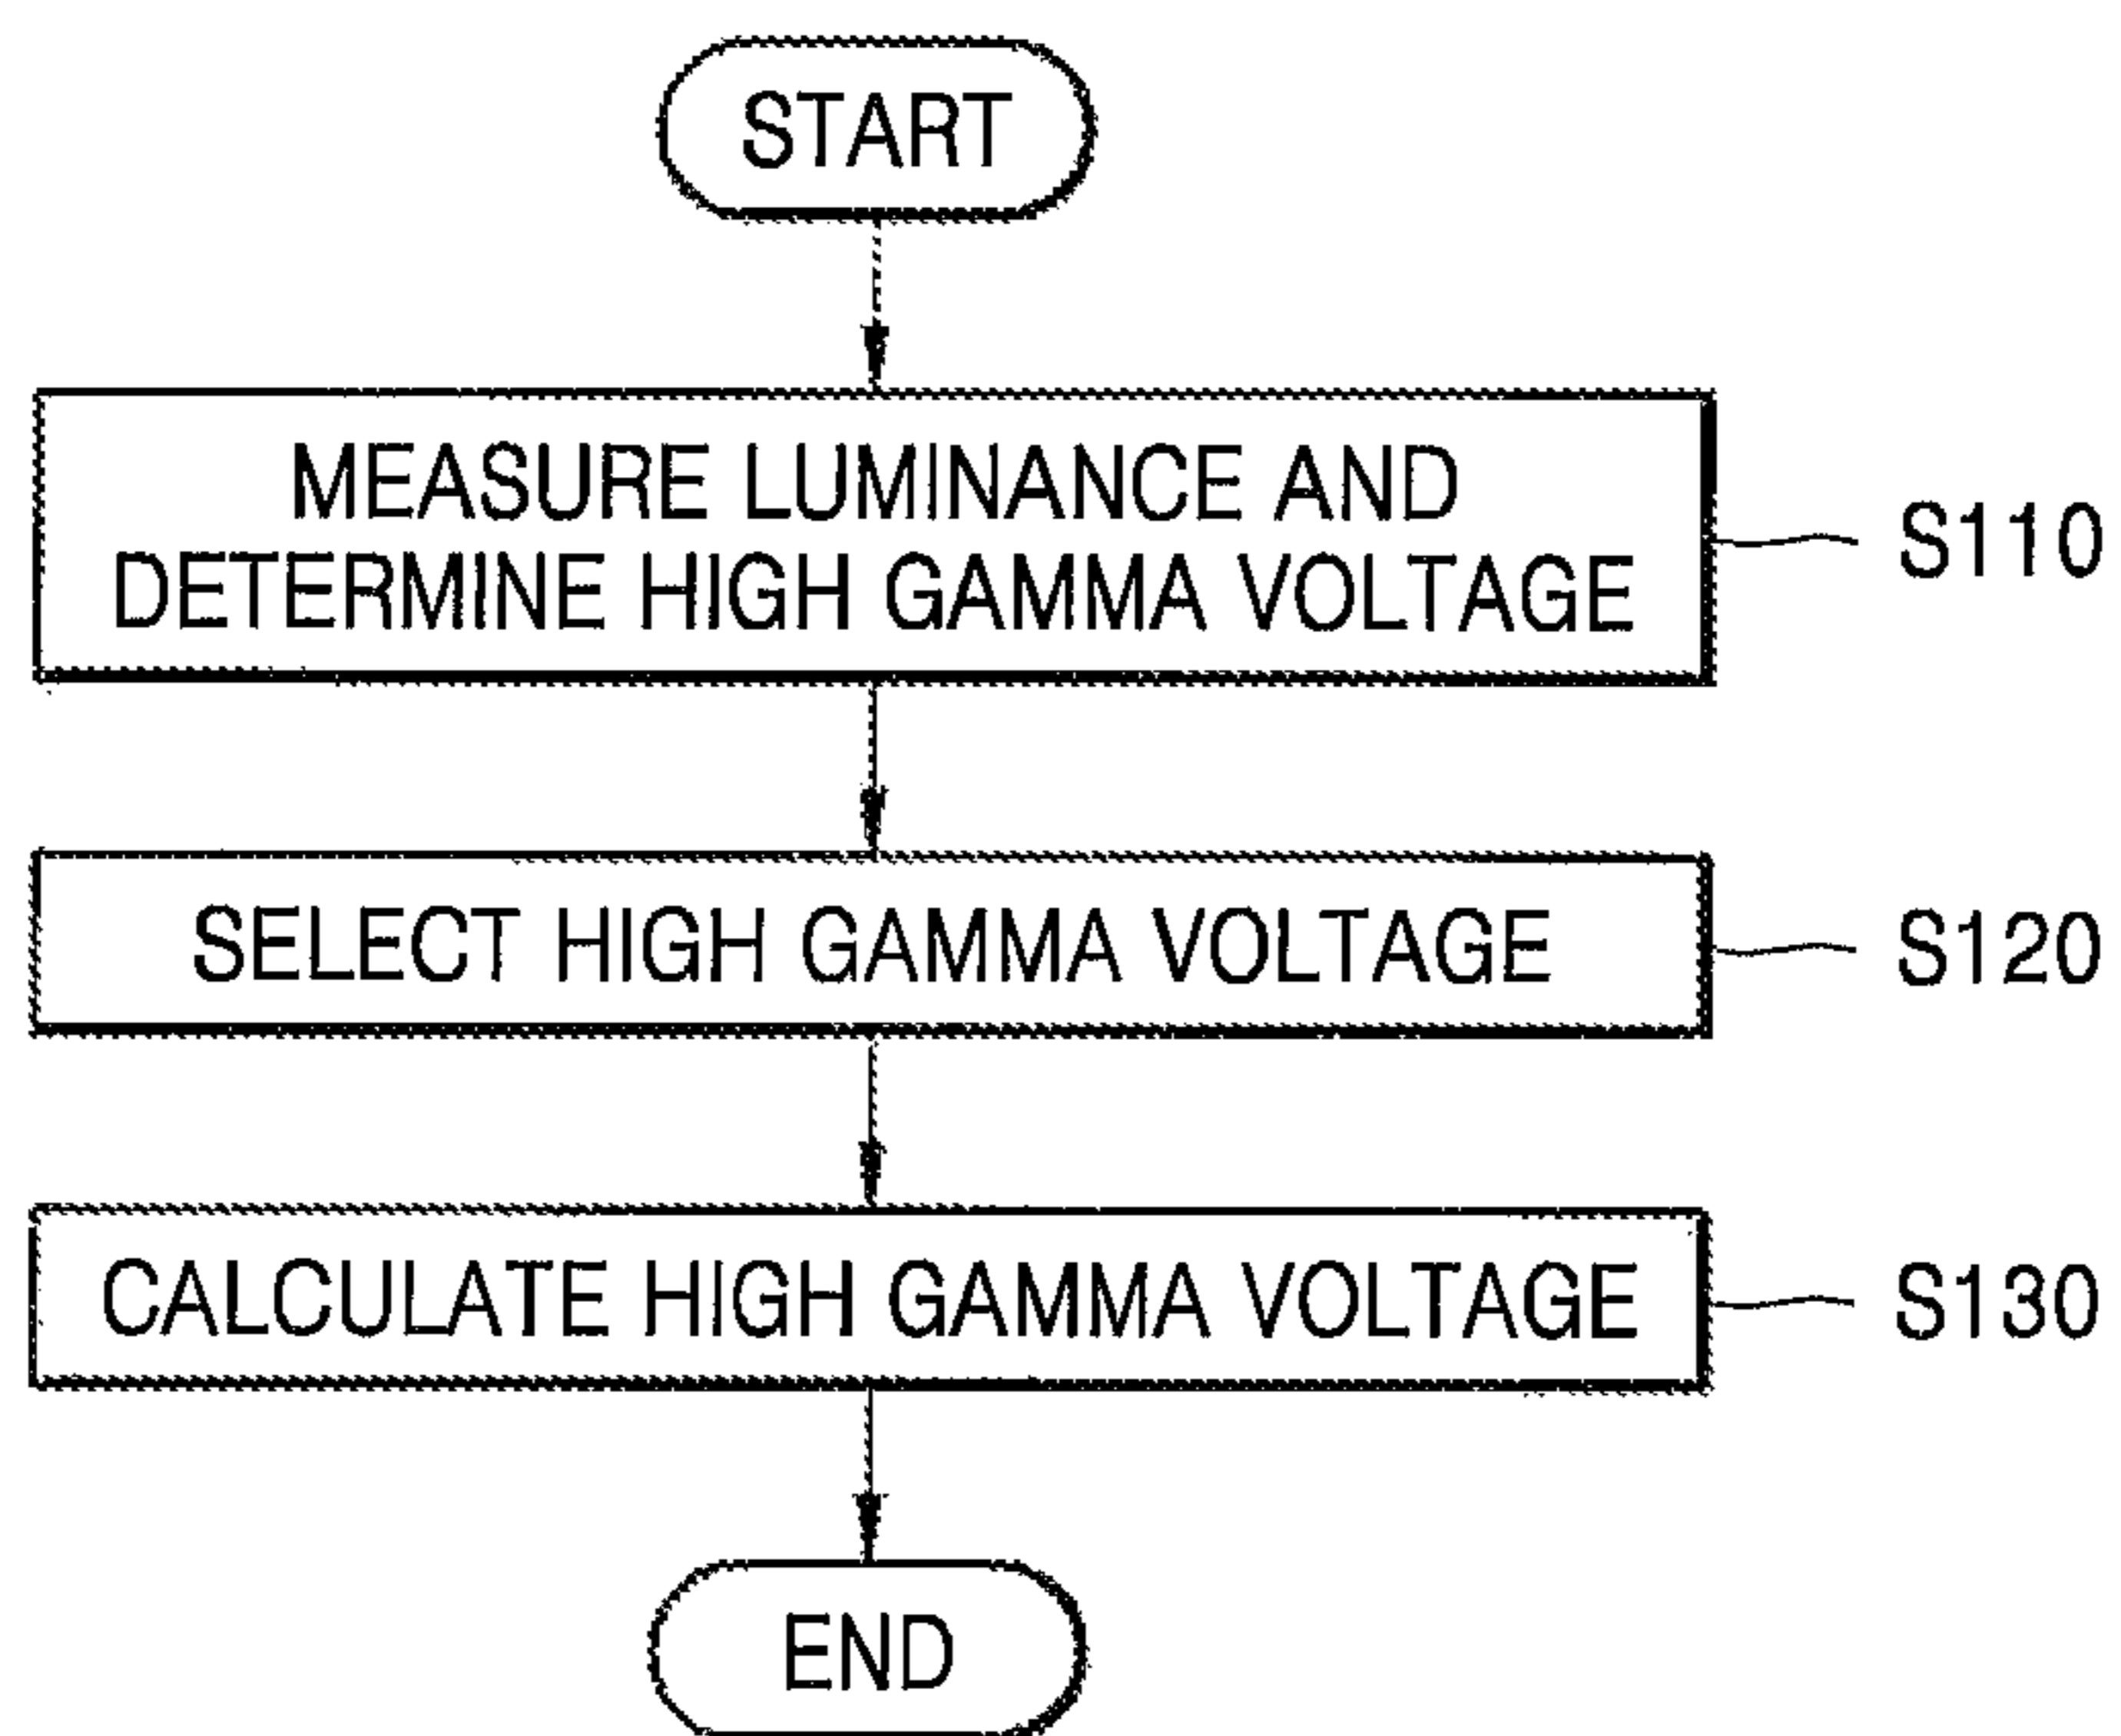 START
MEASURE LUMINANCE AND
DETERMINE HIGH GAMMA VOLTAGE
S110
SELECT HIGH GAMMA VOLTAGE
S120
CALCULATE HIGH GAMMA VOLTAGE
S130
END